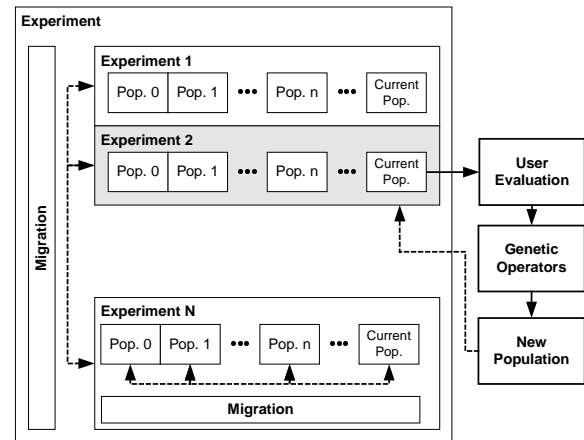 Experiment
Migration
Experiment 1
Pop. 0 Pop. 1 ••• Pop. n ••• Current Pop.
Experiment 2
Pop. 0 Pop. 1 ••• Pop. n ••• Current Pop.
User
Evaluation
Genetic
Operators
New
Population
Experiment N
Pop. 0 Pop. 1 ••• Pop. n ••• Current Pop.
Migration